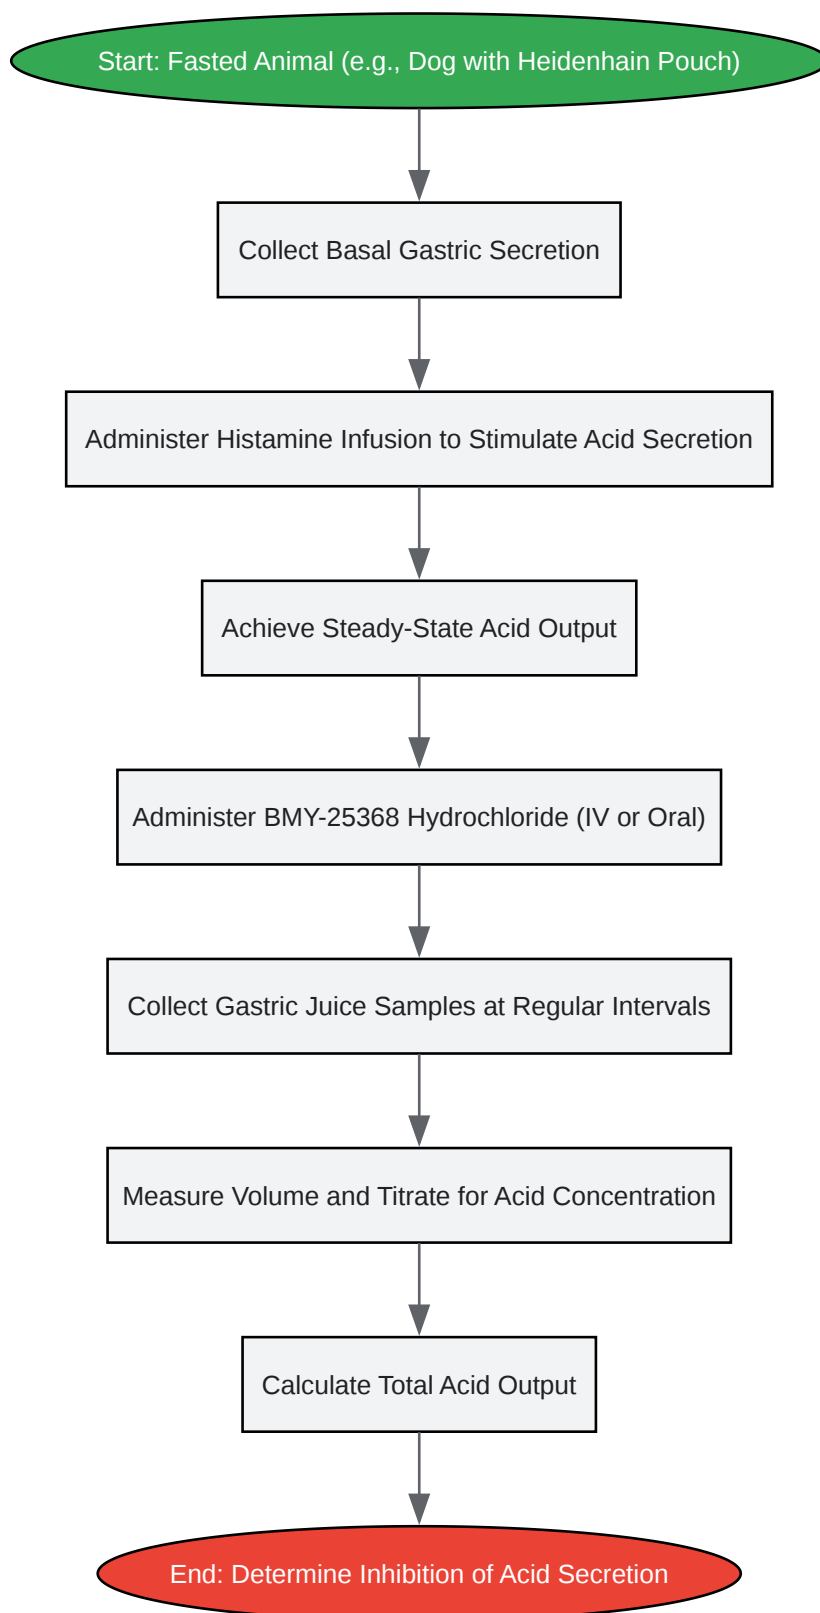 Start: Fasted Animal (e.g., Dog with Heidenhain Pouch)
Collect Basal Gastric Secretion
Administer Histamine Infusion to Stimulate Acid Secretion
Achieve Steady-State Acid Output
Administer BMY-25368 Hydrochloride (IV or Oral)
Collect Gastric Juice Samples at Regular Intervals
Measure Volume and Titrate for Acid Concentration
Calculate Total Acid Output
End: Determine Inhibition of Acid Secretion